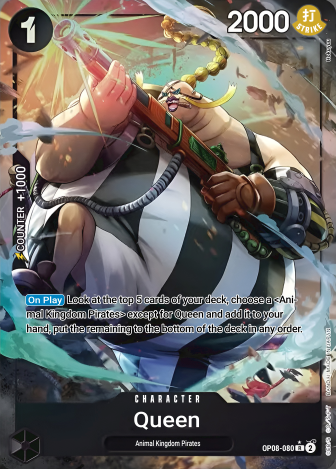 1
2000
打
STRIKE
COUNTER +1000
On Play Look at the top 5 cards of your deck, choose a <Ani-
mal Kingdom Pirates> except for Queen and add it to your
hand, put the remaining to the bottom of the deck in any order.
CHARACTER
Queen
Animal Kingdom Pirates
OP08-080 R 2